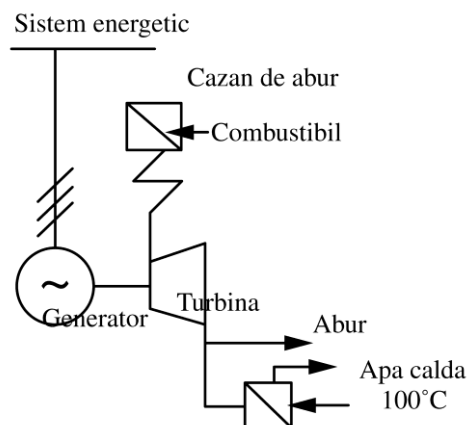 Sistem energetic
Cazan de abur
Combustibil
~
Generator
Turbina
Abur
Apa calda
100°C